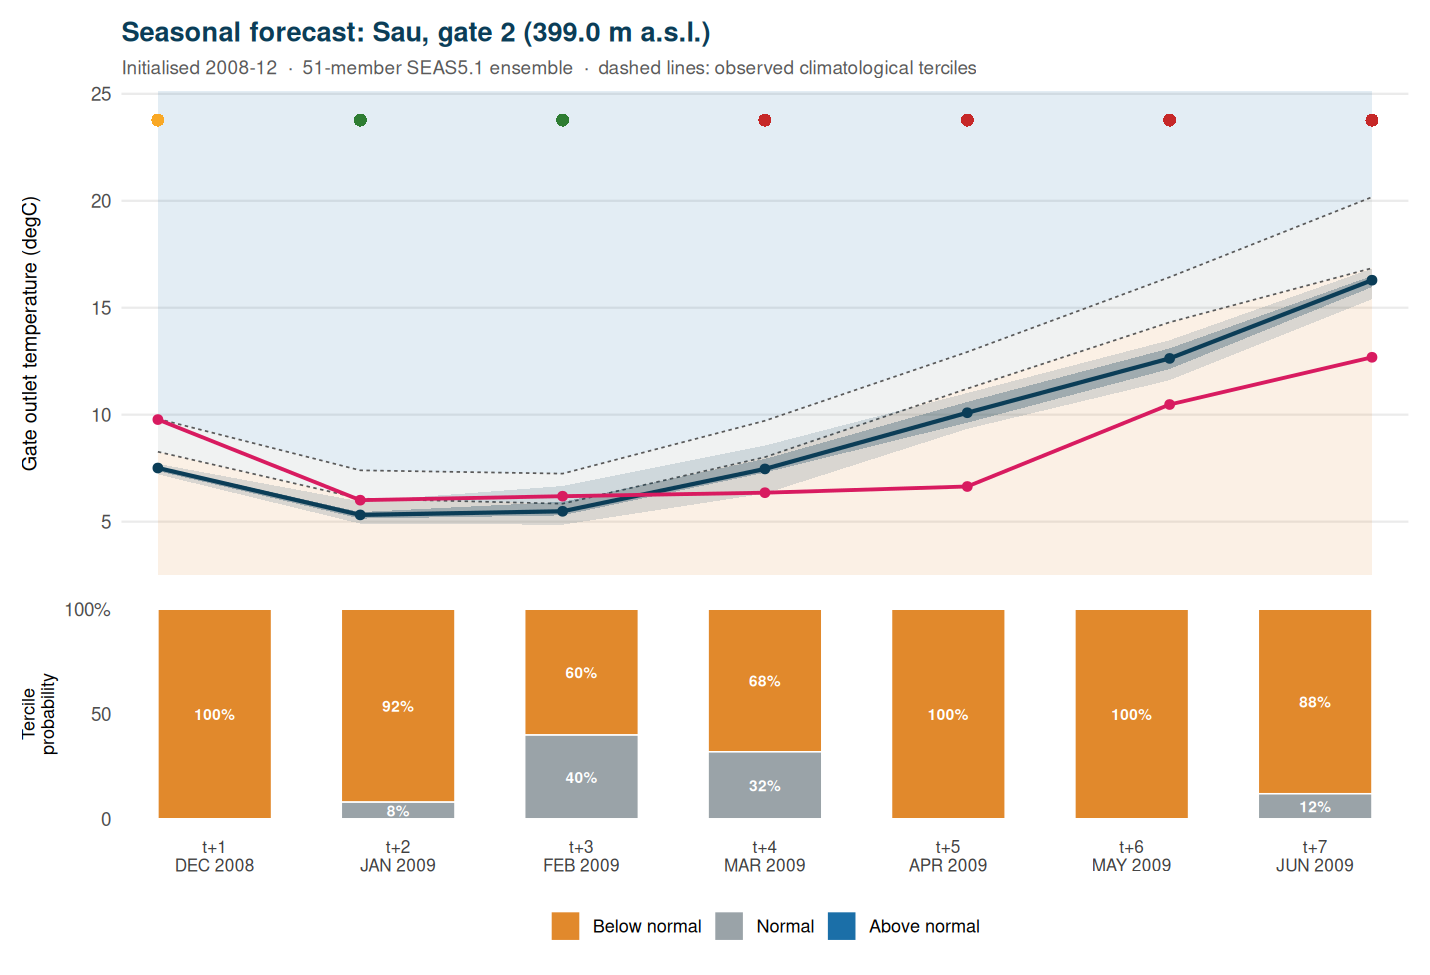 Seasonal forecast: Sau, gate 2 (399.0 m a.s.l.)
Initialised 2008-12 · 51-member SEAS5.1 ensemble · dashed lines: observed climatological terciles
Gate outlet temperature (degC)
25
20
15
10
5
Tercile
probability
100%
50
0
100%
92%
8%
60%
40%
68%
32%
100%
100%
88%
12%
t+1
DEC 2008
t+2
JAN 2009
t+3
FEB 2009
t+4
MAR 2009
t+5
APR 2009
t+6
MAY 2009
t+7
JUN 2009
Below normal
Normal
Above normal